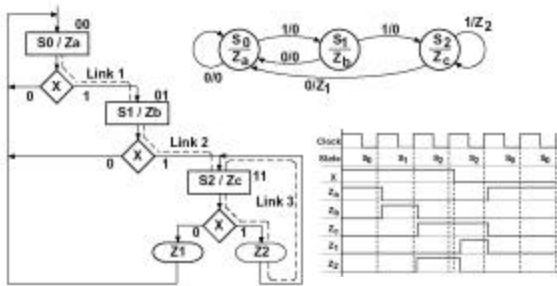 00
S0 / Za
X
0
1
Link 1
01
S1 / Zb
X
0
1
Link 2
11
S2 / Zc
Link 3
X
0
1
Z1
Z2
S0
Za
S1
Zb
S2
Zc
1/0
1/0
1/Z2
0/0
0/0
0/Z1
Clock
State
S0
S1
S2
S2
S0
S0
X
Za
Zb
Zc
Z1
Z2